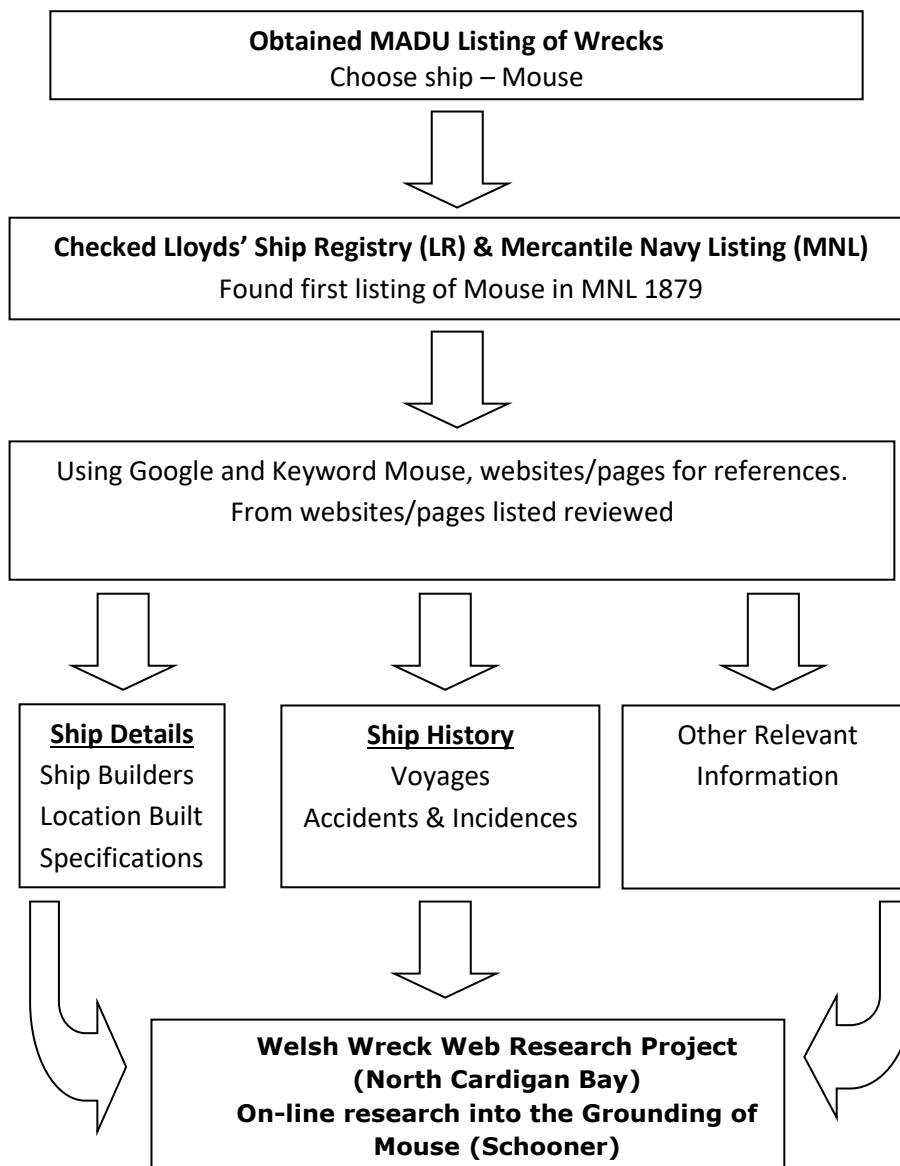 Obtained MADU Listing of Wrecks
Choose ship – Mouse
Checked Lloyds’ Ship Registry (LR) & Mercantile Navy Listing (MNL)
Found first listing of Mouse in MNL 1879
Using Google and Keyword Mouse, websites/pages for references.
From websites/pages listed reviewed
Ship Details
Ship Builders
Location Built
Specifications
Ship History
Voyages
Accidents & Incidences
Other Relevant
Information
Welsh Wreck Web Research Project
(North Cardigan Bay)
On-line research into the Grounding of
Mouse (Schooner)